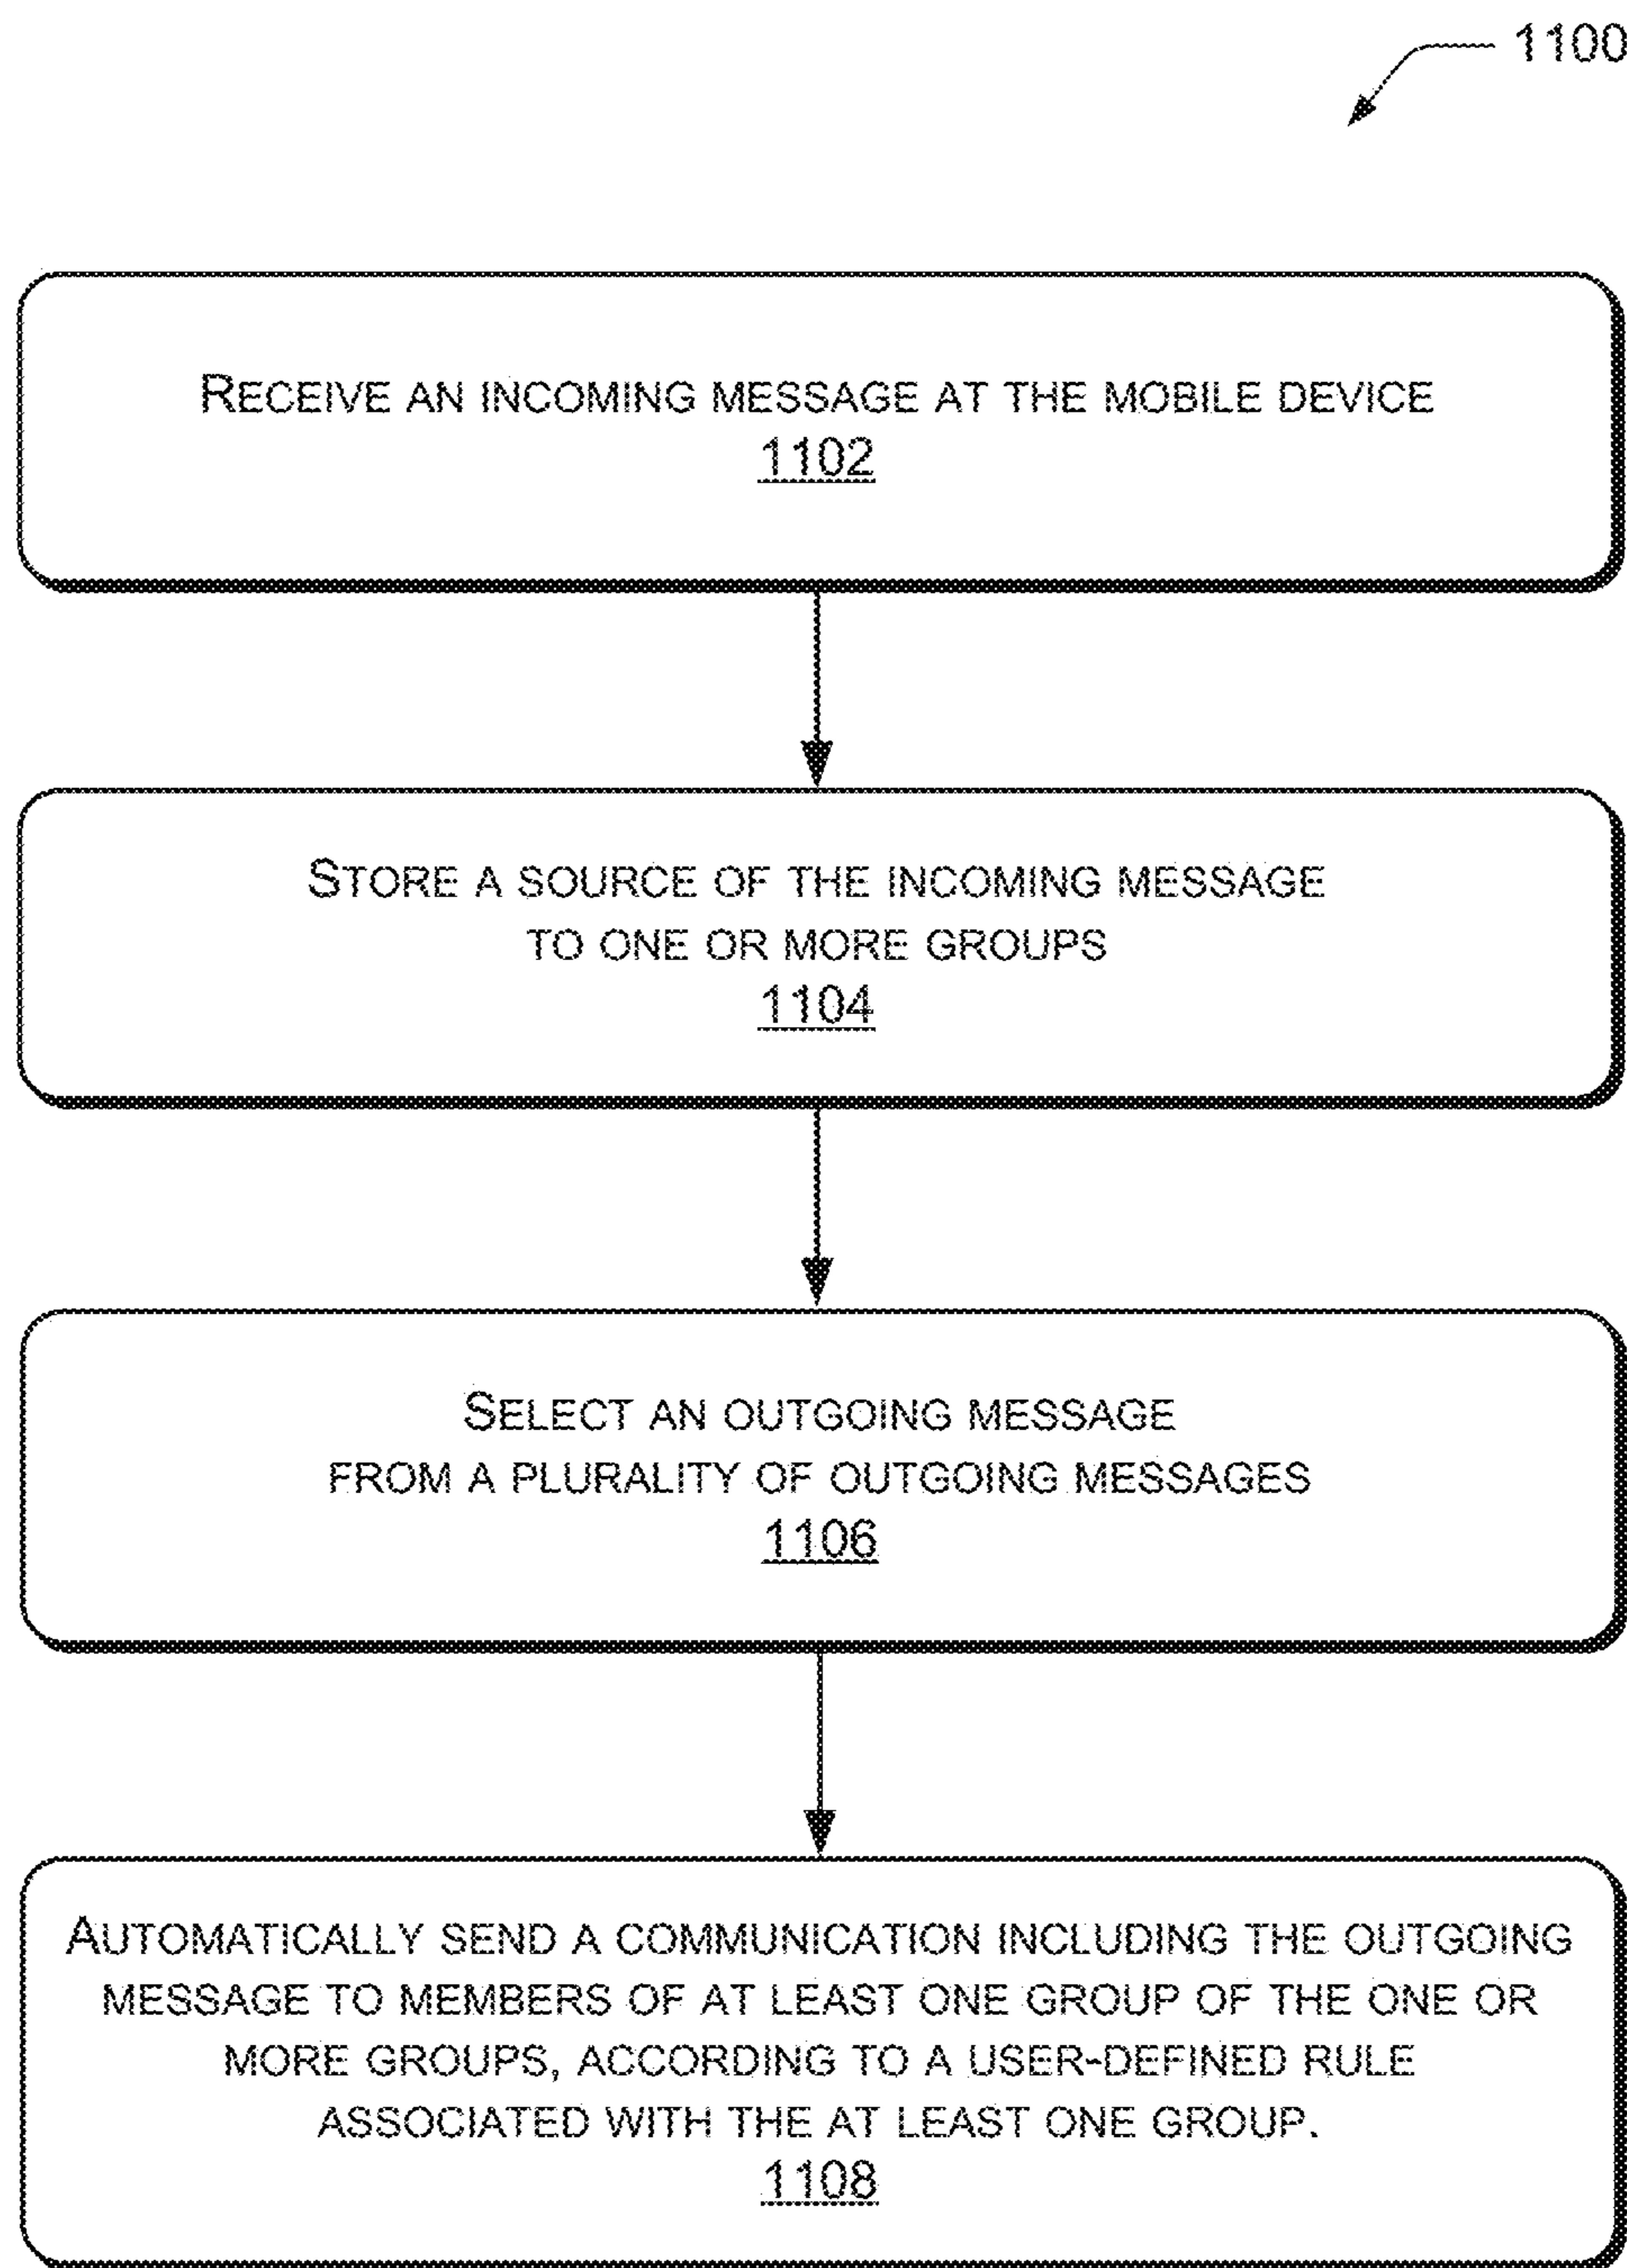 1100
RECEIVE AN INCOMING MESSAGE AT THE MOBILE DEVICE
1102
STORE A SOURCE OF THE INCOMING MESSAGE
TO ONE OR MORE GROUPS
1104
SELECT AN OUTGOING MESSAGE
FROM A PLURALITY OF OUTGOING MESSAGES
1106
AUTOMATICALLY SEND A COMMUNICATION INCLUDING THE OUTGOING
MESSAGE TO MEMBERS OF AT LEAST ONE GROUP OF THE ONE OR
MORE GROUPS, ACCORDING TO A USER-DEFINED RULE
ASSOCIATED WITH THE AT LEAST ONE GROUP.
1108